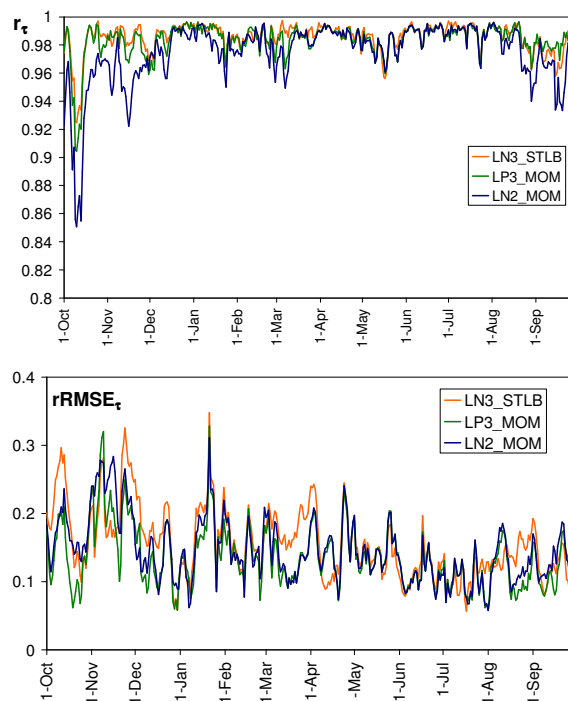 r_τ
1
0.98
0.96
0.94
0.92
0.9
0.88
0.86
0.84
0.82
0.8
LN3_STLB
LP3_MOM
LN2_MOM
1-Oct
1-Nov
1-Dec
1-Jan
1-Feb
1-Mar
1-Apr
1-May
1-Jun
1-Jul
1-Aug
1-Sep
rRMSE_τ
0.4
0.3
0.2
0.1
0
LN3_STLB
LP3_MOM
LN2_MOM
1-Oct
1-Nov
1-Dec
1-Jan
1-Feb
1-Mar
1-Apr
1-May
1-Jun
1-Jul
1-Aug
1-Sep